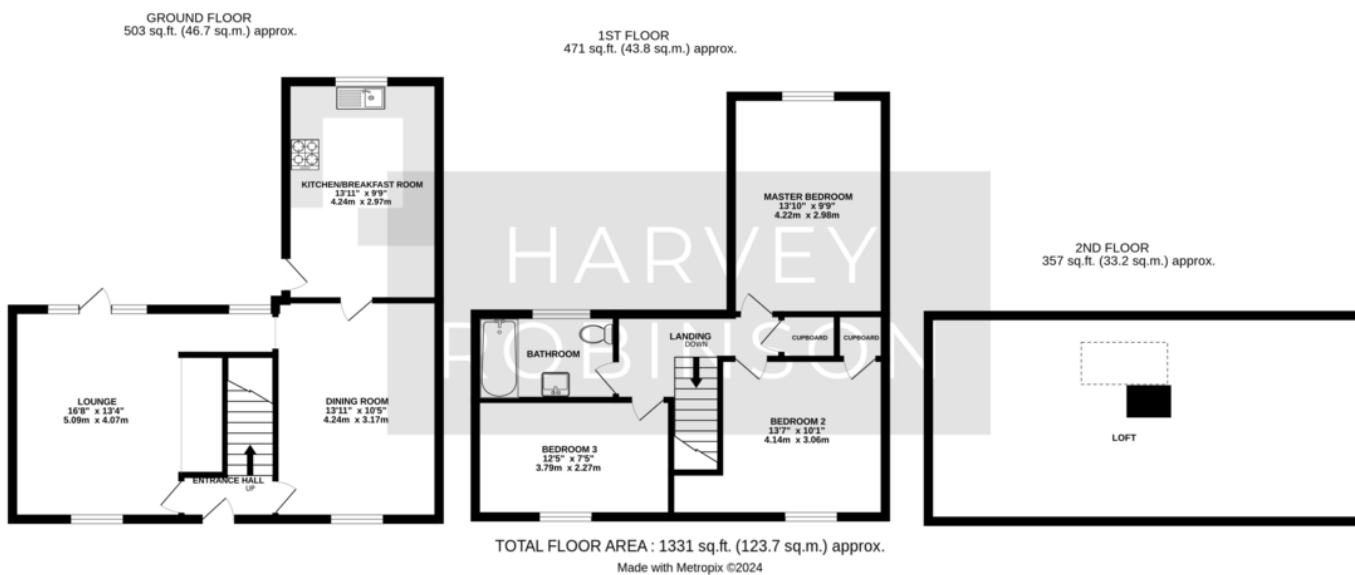 GROUND FLOOR
503 sq.ft. (46.7 sq.m.) approx.
KITCHEN/BREAKFAST ROOM
13'11" x 9'9"
4.24m x 2.97m
LOUNGE
16'8" x 13'4"
5.09m x 4.07m
DINING ROOM
13'11" x 10'5"
4.24m x 3.17m
ENTRANCE HALL
UP
1ST FLOOR
471 sq.ft. (43.8 sq.m.) approx.
MASTER BEDROOM
13'10" x 9'9"
4.22m x 2.98m
HARVEY
ROBINSON
LANDING
DOWN
CUPBOARD
CUPBOARD
BATHROOM
BEDROOM 2
13'7" x 10'1"
4.14m x 3.06m
BEDROOM 3
12'5" x 7'5"
3.79m x 2.27m
2ND FLOOR
357 sq.ft. (33.2 sq.m.) approx.
LOFT
TOTAL FLOOR AREA : 1331 sq.ft. (123.7 sq.m.) approx.
Made with Metropix ©2024